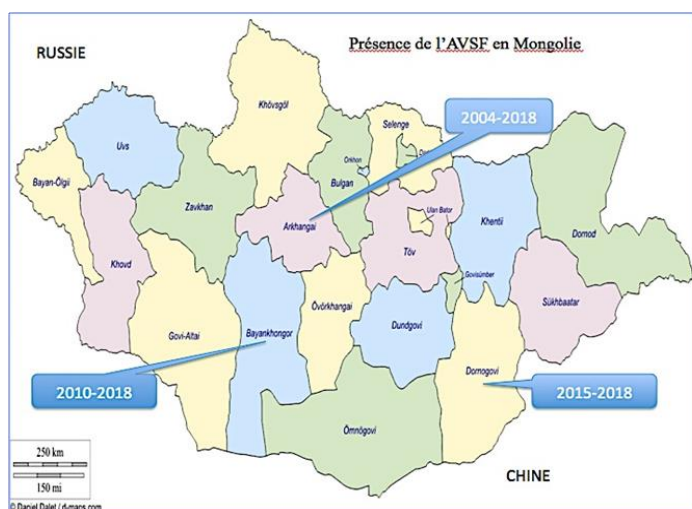 Présence de l'AVSF en Mongolie
RUSSIE
Khövsgöl
Selenge
2004-2018
Uvs
Orkhon
Bayan-Ölgii
Zavkhan
Bulgan
Dornod
Khentii
Arkhangai
Ulan Bator
Khovd
Töv
Govisümber
Sükhbaatar
Govi-Altai
Bayankhongor
Övörkhangai
Dundgovi
Dornogovi
2010-2018
2015-2018
Ömnögovi
250 km
150 mi
CHINE
© Daniel Dalet / d-maps.com